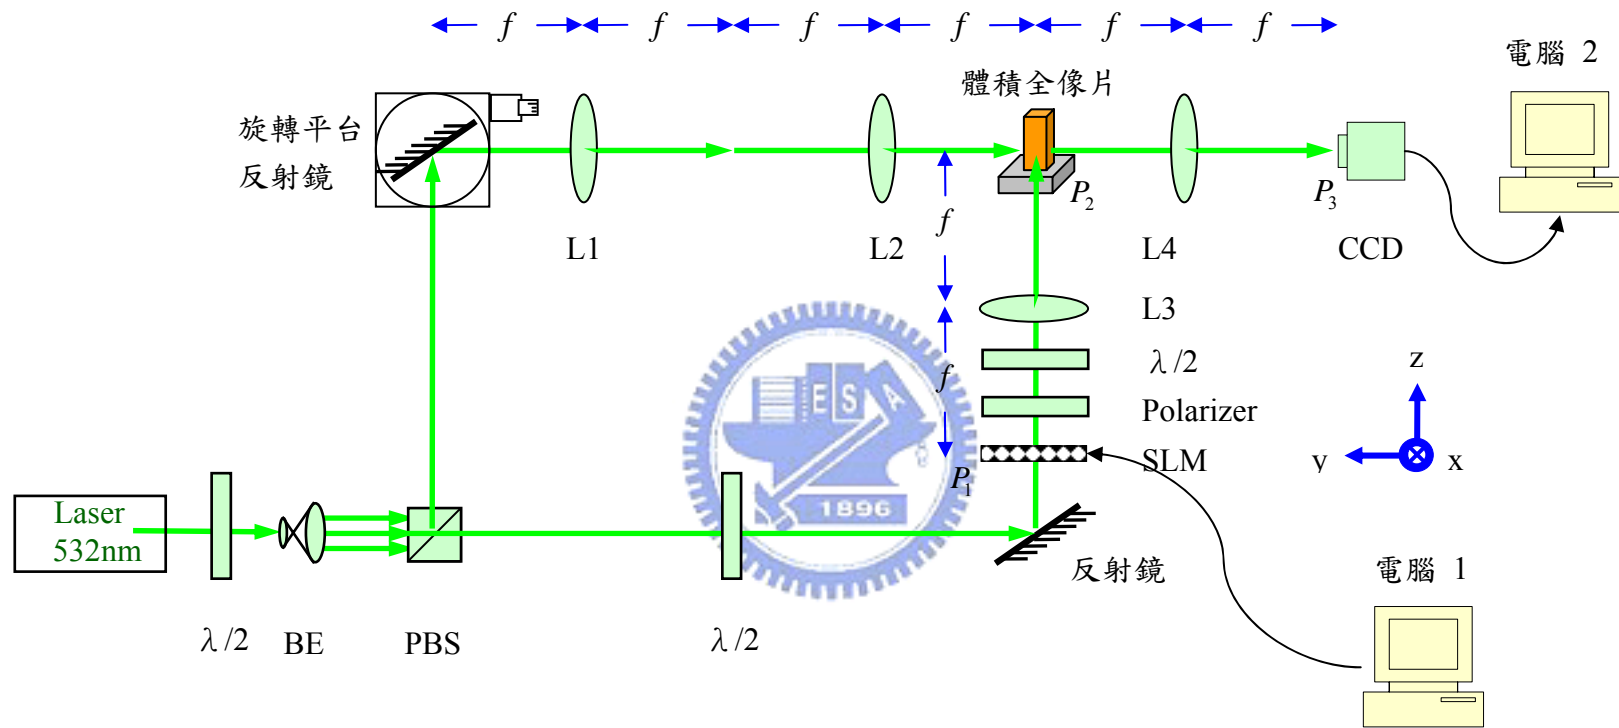 f f f f f f
電腦 2
體積全像片
旋轉平台
反射鏡
P2
P3
f
L1
L2
L4
CCD
L3
f
λ/2
z
Polarizer
SLM
y
x
P1
ESA
1896
Laser
532nm
反射鏡
電腦 1
λ/2
BE
PBS
λ/2